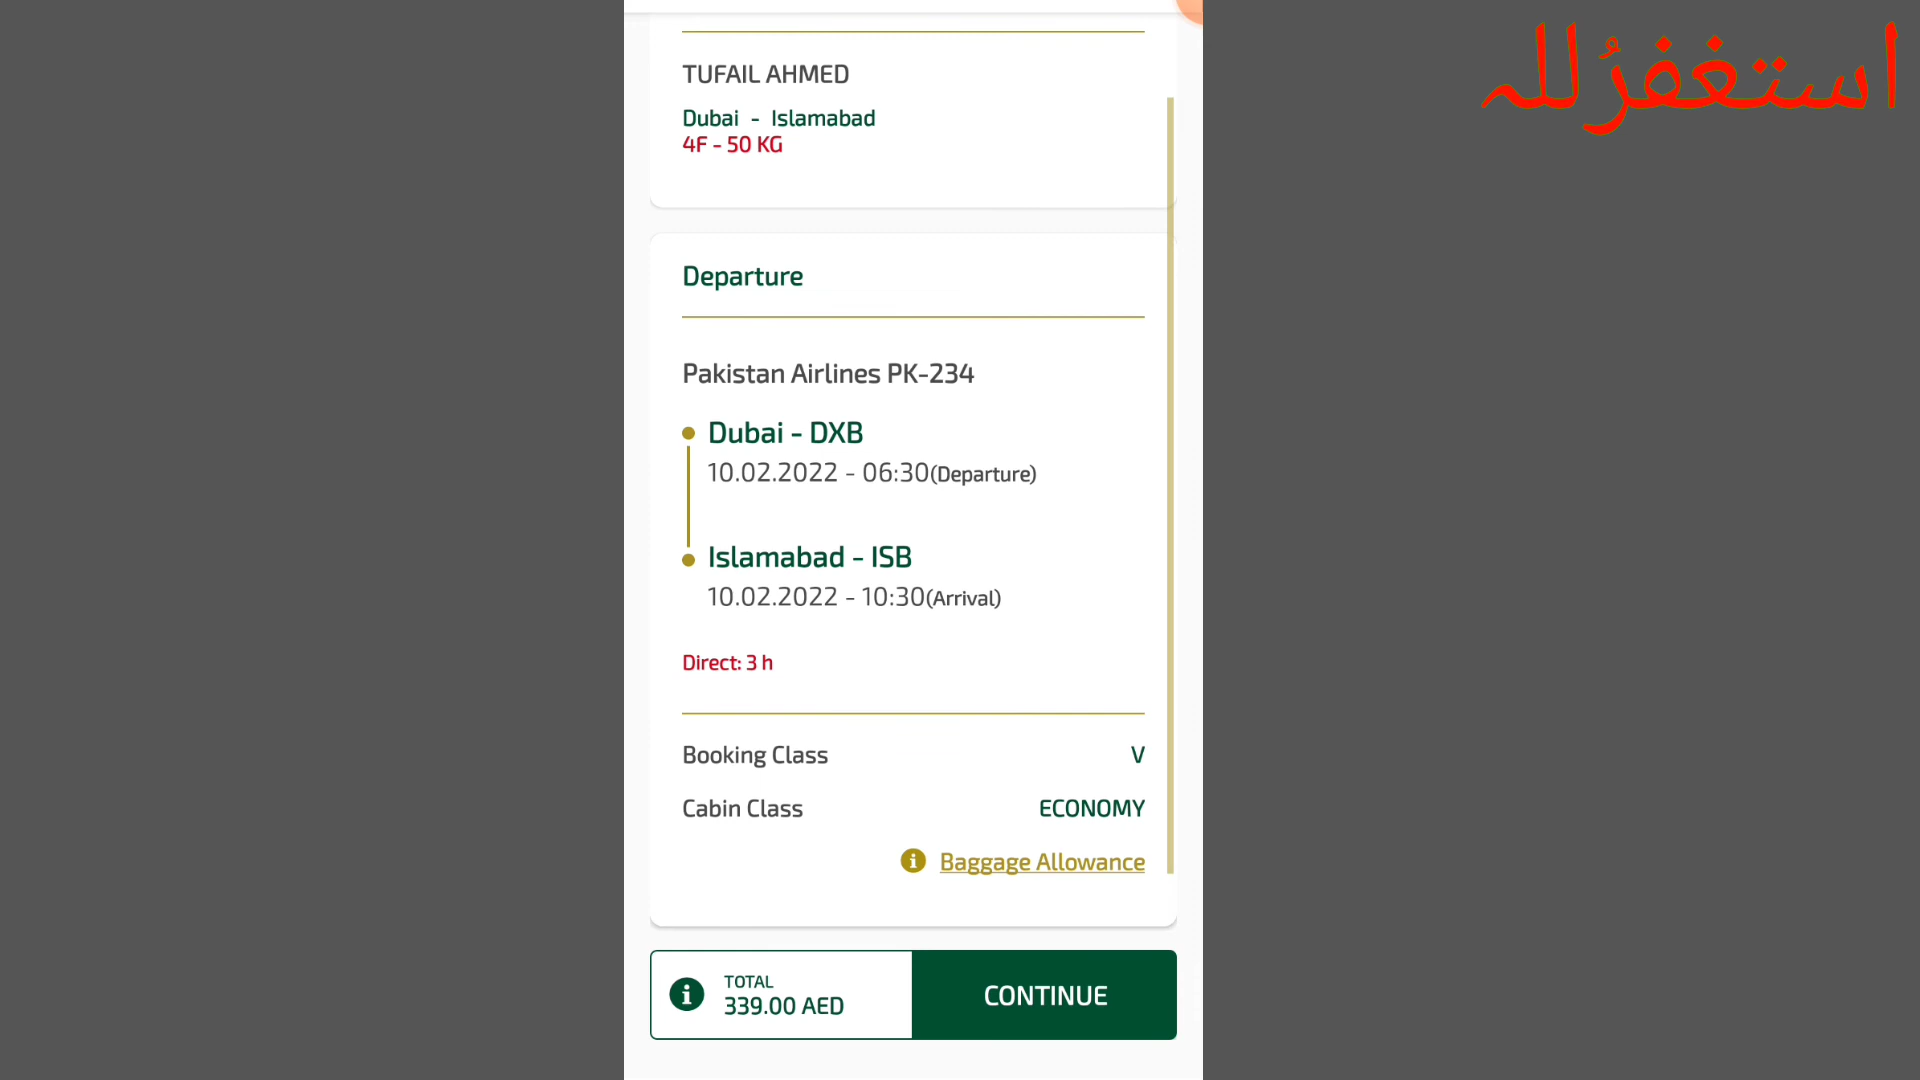 TUFAIL AHMED
Dubai - Islamabad
4F - 50 KG
Departure
Pakistan Airlines PK-234
Dubai - DXB
10.02.2022 - 06:30(Departure)
Islamabad - ISB
10.02.2022 - 10:30(Arrival)
Direct: 3 h
Booking Class V
Cabin Class ECONOMY
Baggage Allowance
TOTAL
339.00 AED
CONTINUE
استغفرُللہ